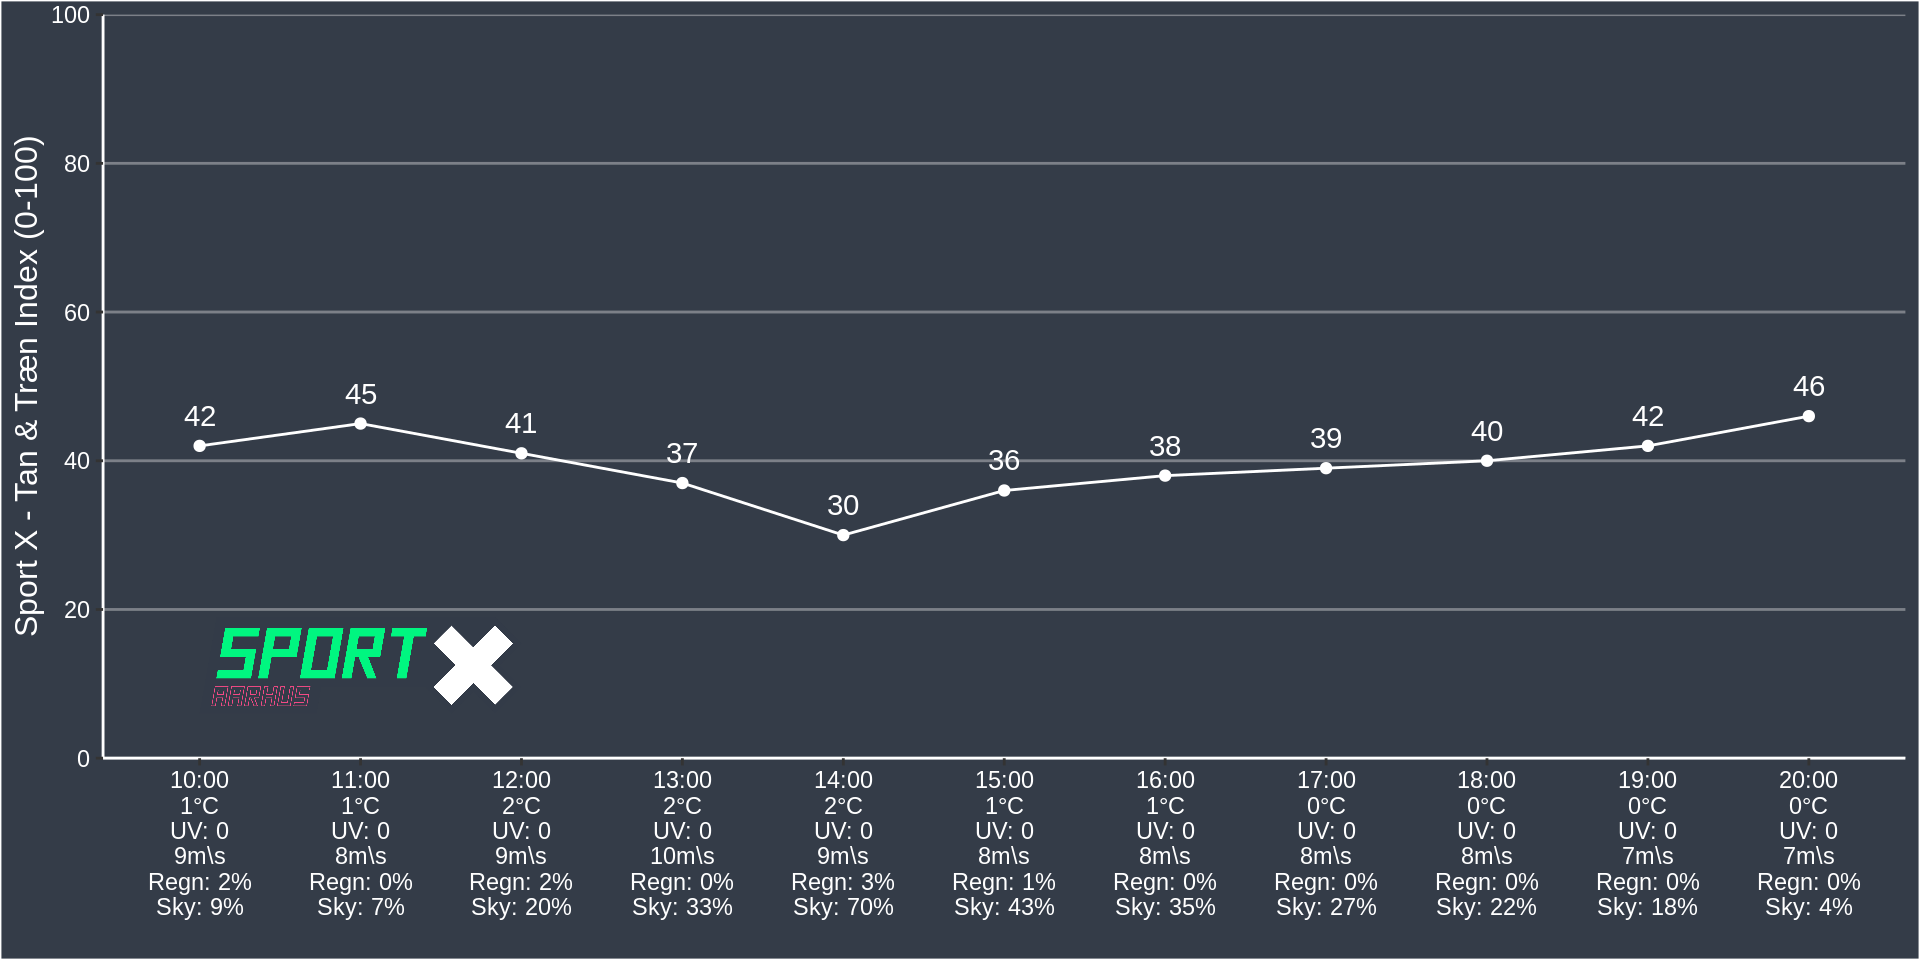 Sport X - Tan & Træn Index (0-100)
100
80
60
40
20
0
42
45
41
37
30
36
38
39
40
42
46
SPORT X
AARHUS
10:00 11:00 12:00 13:00 14:00 15:00 16:00 17:00 18:00 19:00 20:00
1°C 1°C 2°C 2°C 2°C 1°C 1°C 0°C 0°C 0°C 0°C
UV: 0 UV: 0 UV: 0 UV: 0 UV: 0 UV: 0 UV: 0 UV: 0 UV: 0 UV: 0 UV: 0
9m\s 8m\s 9m\s 10m\s 9m\s 8m\s 8m\s 8m\s 8m\s 7m\s 7m\s
Regn: 2% Regn: 0% Regn: 2% Regn: 0% Regn: 3% Regn: 1% Regn: 0% Regn: 0% Regn: 0% Regn: 0% Regn: 0%
Sky: 9% Sky: 7% Sky: 20% Sky: 33% Sky: 70% Sky: 43% Sky: 35% Sky: 27% Sky: 22% Sky: 18% Sky: 4%